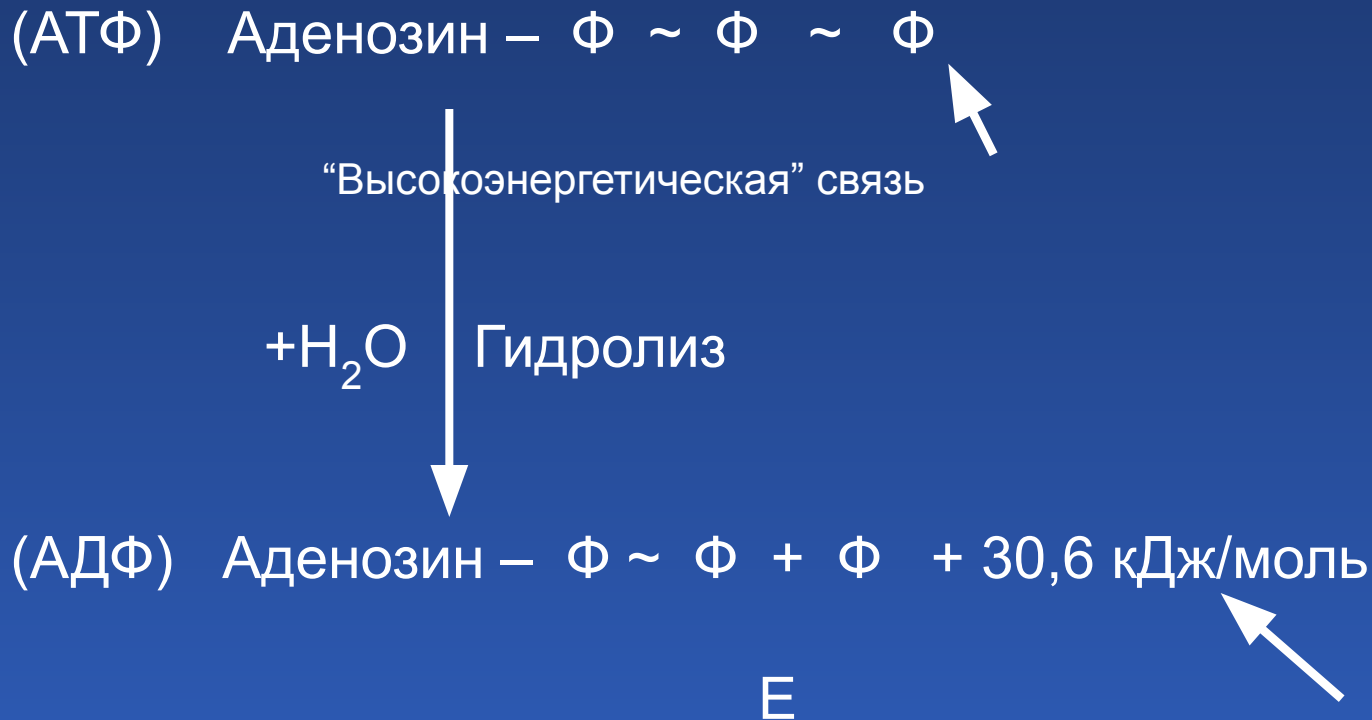 (АТФ) Аденозин – Ф ~ Ф ~ Ф
“Высокоэнергетическая” связь
+H₂O Гидролиз
(АДФ) Аденозин – Ф ~ Ф + Ф + 30,6 кДж/моль
E